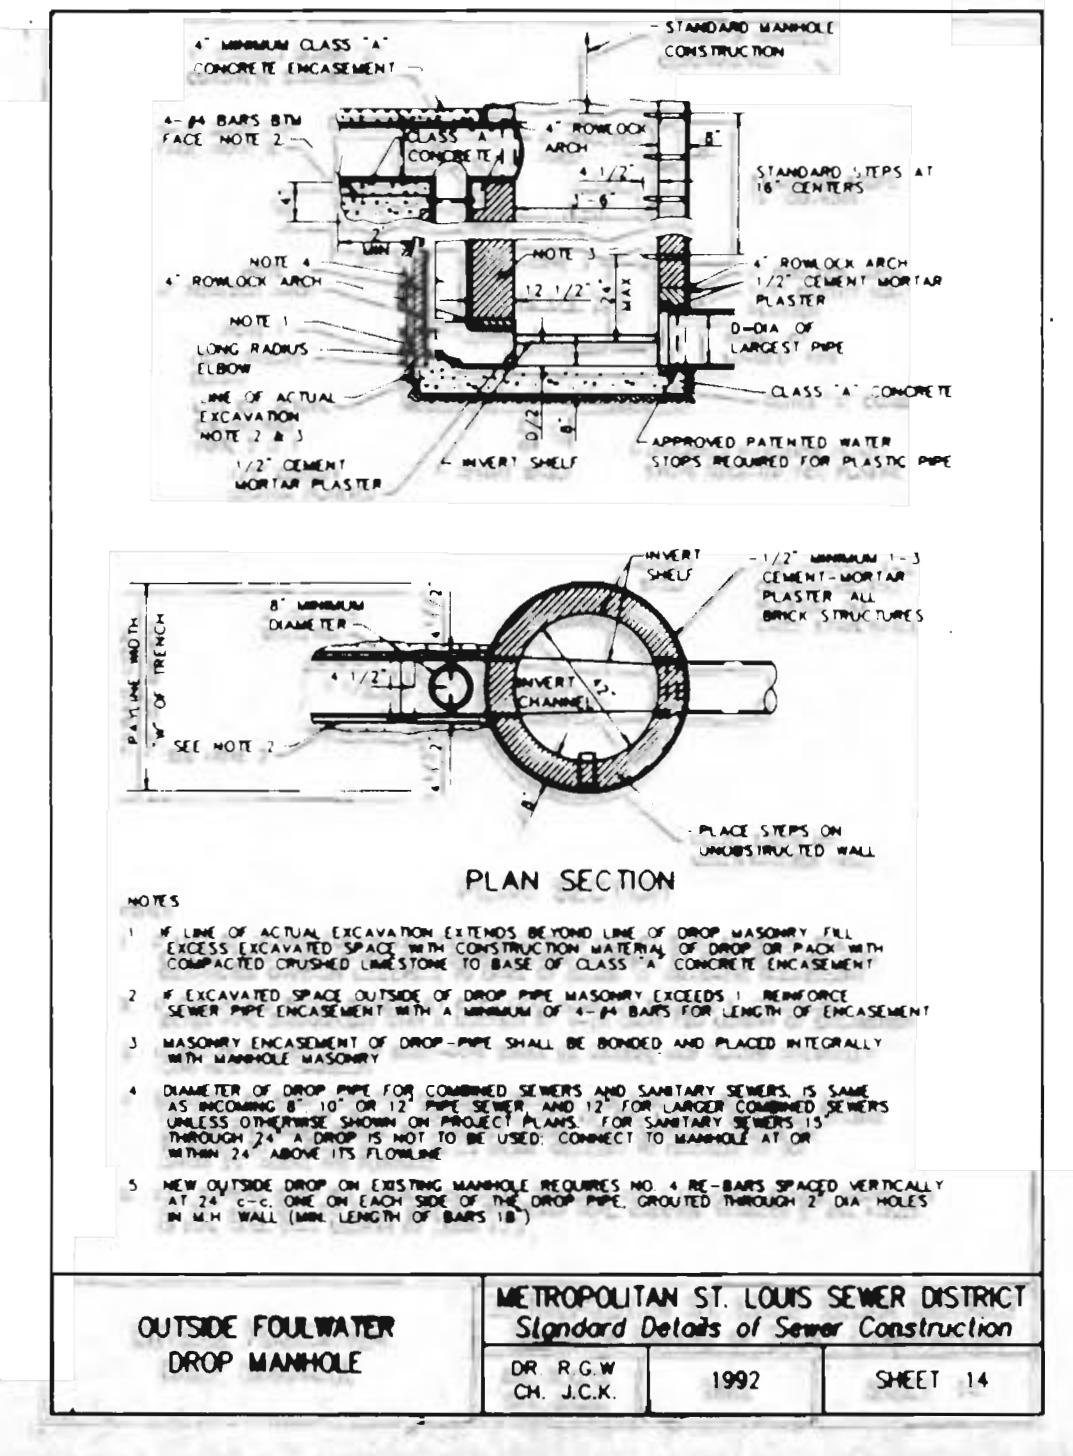 STANDARD MANHOLE
CONSTRUCTION
4" MINIMUM CLASS "A"
CONCRETE ENCASEMENT
4-#4 BARS BTM
FACE NOTE 2
CLASS "A"
CONCRETE
4" ROWLOCK
ARCH
8"
4 1/2"
STANDARD STEPS AT
16" CENTERS
4"
2'
MIN
NOTE 4
4" ROWLOCK ARCH
NOTE 3
12 1/2"
24"
MAX
4" ROWLOCK ARCH
1/2" CEMENT MORTAR
PLASTER
NOTE 1
LONG RADIUS
ELBOW
D-DIA OF
LARGEST PIPE
LINE OF ACTUAL
EXCAVATION
NOTE 2 & 3
CLASS "A" CONCRETE
D/2
8"
1/2" CEMENT
MORTAR PLASTER
INVERT SHELF
APPROVED PATENTED WATER
STOPS REQUIRED FOR PLASTIC PIPE
INVERT
SHELF
1/2" MINIMUM 1-3
CEMENT-MORTAR
PLASTER ALL
BRICK STRUCTURES
8" MINIMUM
DIAMETER
4 1/2"
PAYLINE WIDTH
"W" OF TRENCH
4 1/2"
INVERT
CHANNEL
42"
SEE NOTE 2
4 1/2"
8"
PLACE STEPS ON
UNOBSTRUCTED WALL
PLAN SECTION
NOTES
1 IF LINE OF ACTUAL EXCAVATION EXTENDS BEYOND LINE OF DROP MASONRY FILL
EXCESS EXCAVATED SPACE WITH CONSTRUCTION MATERIAL OF DROP OR PACK WITH
COMPACTED CRUSHED LIMESTONE TO BASE OF CLASS "A" CONCRETE ENCASEMENT
2 IF EXCAVATED SPACE OUTSIDE OF DROP PIPE MASONRY EXCEEDS 1' REINFORCE
SEWER PIPE ENCASEMENT WITH A MINIMUM OF 4-#4 BARS FOR LENGTH OF ENCASEMENT
3 MASONRY ENCASEMENT OF DROP-PIPE SHALL BE BONDED AND PLACED INTEGRALLY
WITH MANHOLE MASONRY
4 DIAMETER OF DROP PIPE FOR COMBINED SEWERS AND SANITARY SEWERS, IS SAME
AS INCOMING 8", 10" OR 12" PIPE SEWER, AND 12" FOR LARGER COMBINED SEWERS
UNLESS OTHERWISE SHOWN ON PROJECT PLANS. FOR SANITARY SEWERS 15"
THROUGH 24" A DROP IS NOT TO BE USED; CONNECT TO MANHOLE AT OR
WITHIN 24" ABOVE ITS FLOWLINE
5 NEW OUTSIDE DROP ON EXISTING MANHOLE REQUIRES NO. 4 RE-BARS SPACED VERTICALLY
AT 24" c-c, ONE ON EACH SIDE OF THE DROP PIPE, GROUTED THROUGH 2" DIA HOLES
IN M.H. WALL (MIN. LENGTH OF BARS 18")
OUTSIDE FOULWATER
DROP MANHOLE
METROPOLITAN ST. LOUIS SEWER DISTRICT
Standard Details of Sewer Construction
DR. R.G.W
CH. J.C.K.
1992
SHEET 14